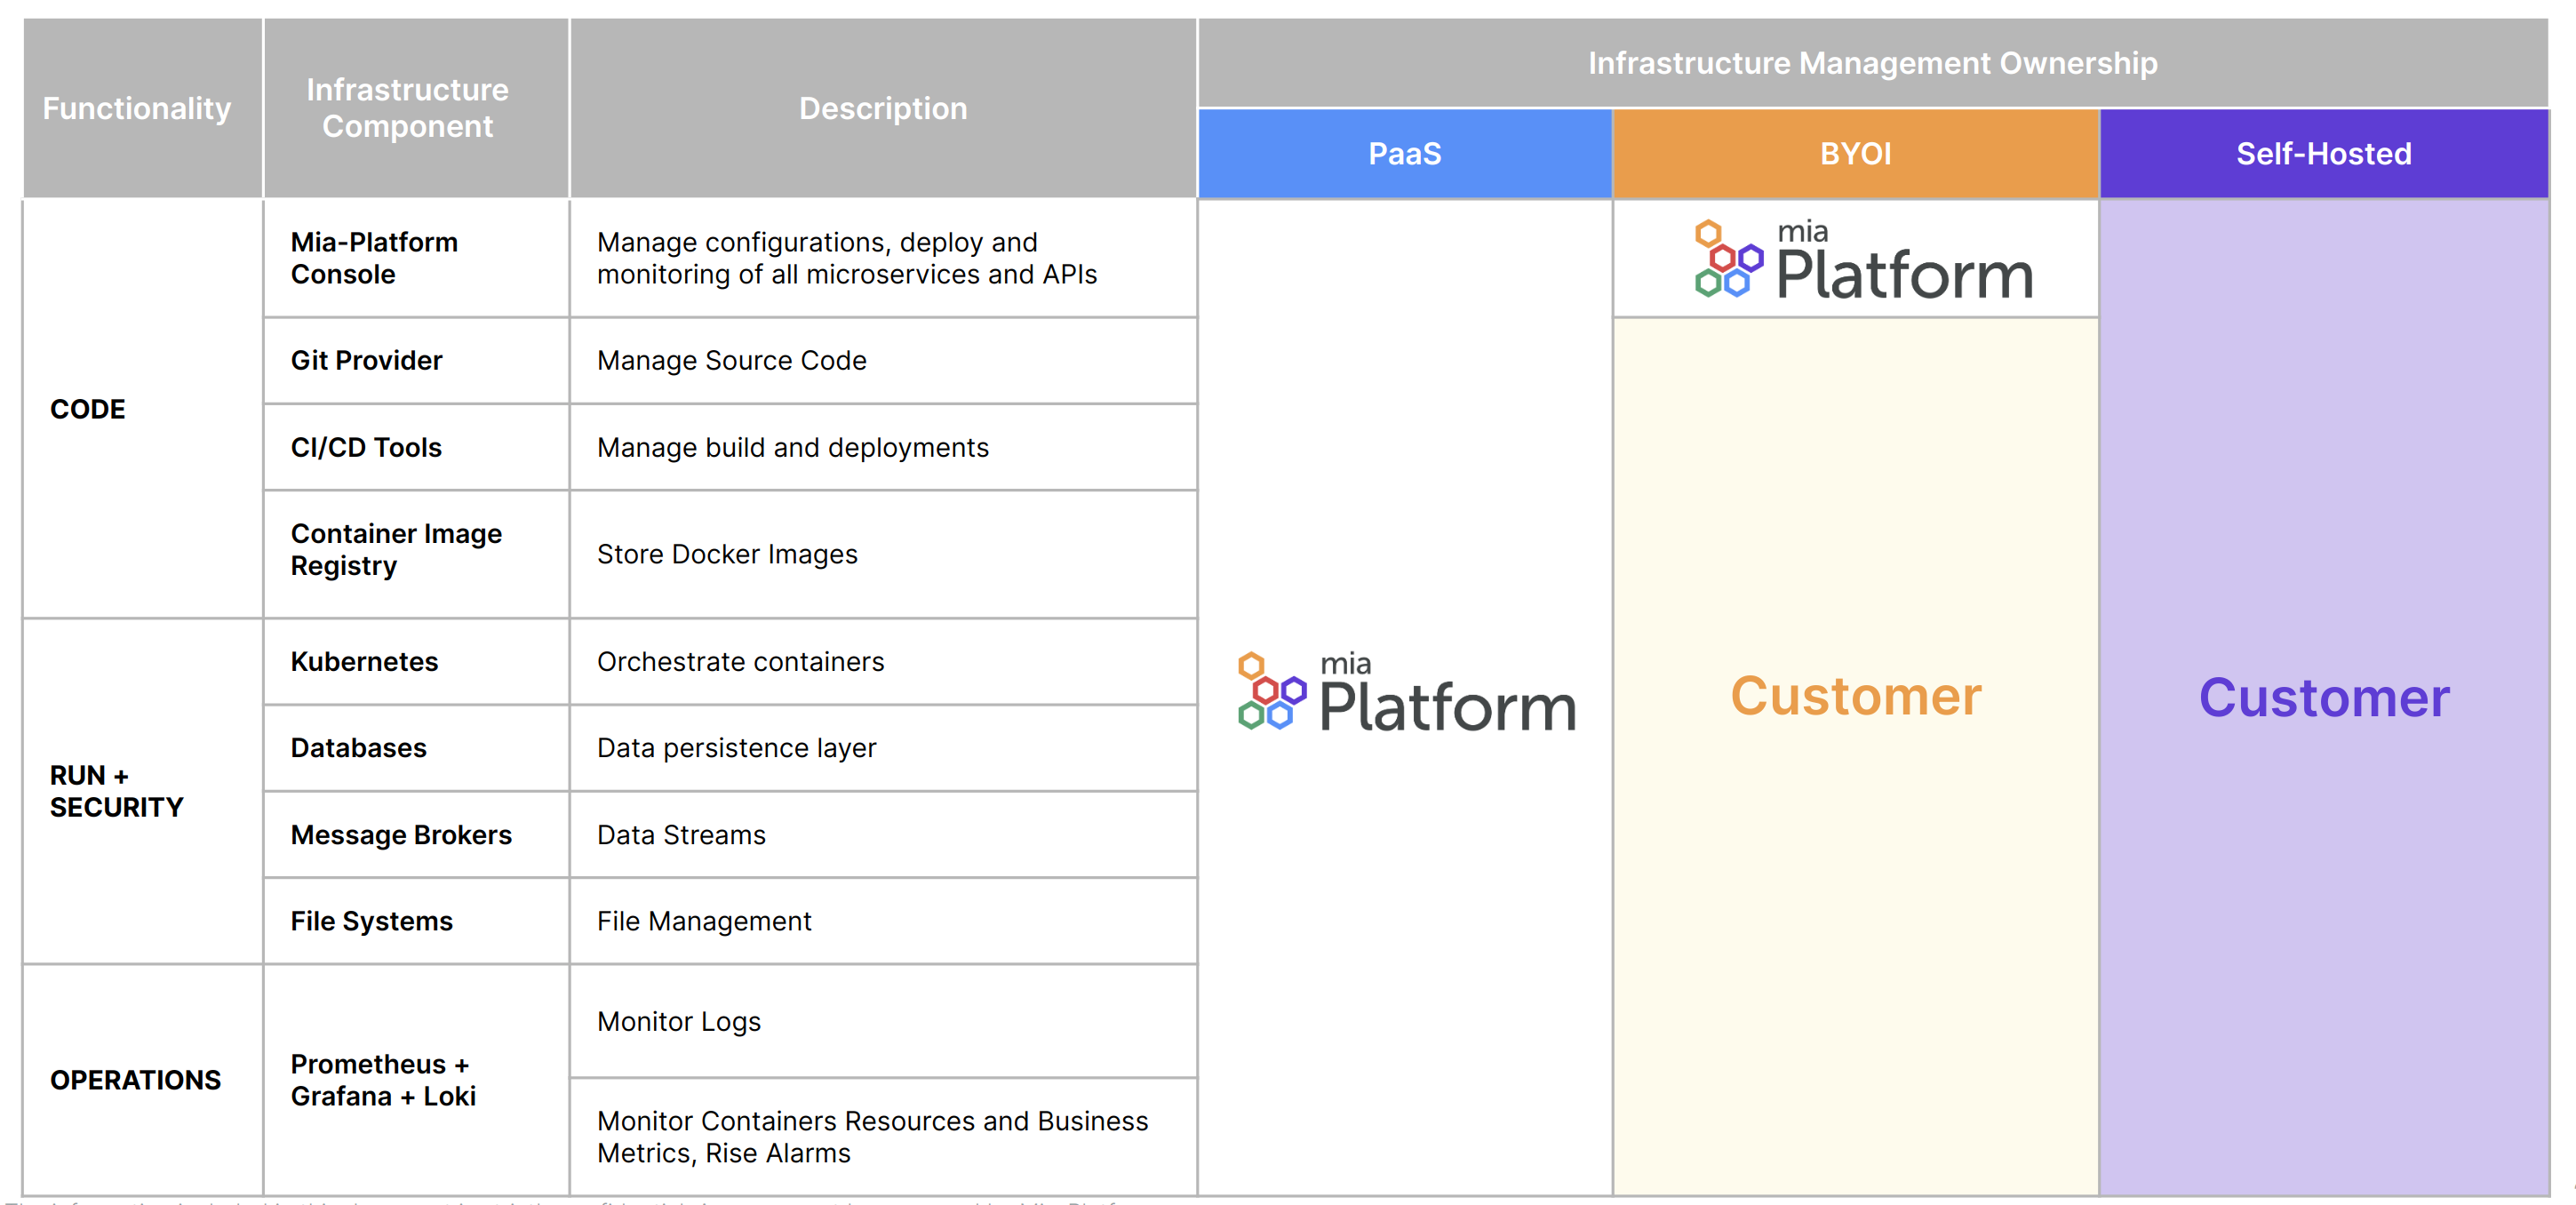 Functionality
Infrastructure
Component
Description
Infrastructure Management Ownership
PaaS
BYOI
Self-Hosted
CODE
Mia-Platform
Console
Manage configurations, deploy and
monitoring of all microservices and APIs
mia
Platform
Git Provider
Manage Source Code
CI/CD Tools
Manage build and deployments
Container Image
Registry
Store Docker Images
RUN +
SECURITY
Kubernetes
Orchestrate containers
Databases
Data persistence layer
Message Brokers
Data Streams
File Systems
File Management
mia
Platform
Customer
Customer
OPERATIONS
Prometheus +
Grafana + Loki
Monitor Logs
Monitor Containers Resources and Business
Metrics, Rise Alarms